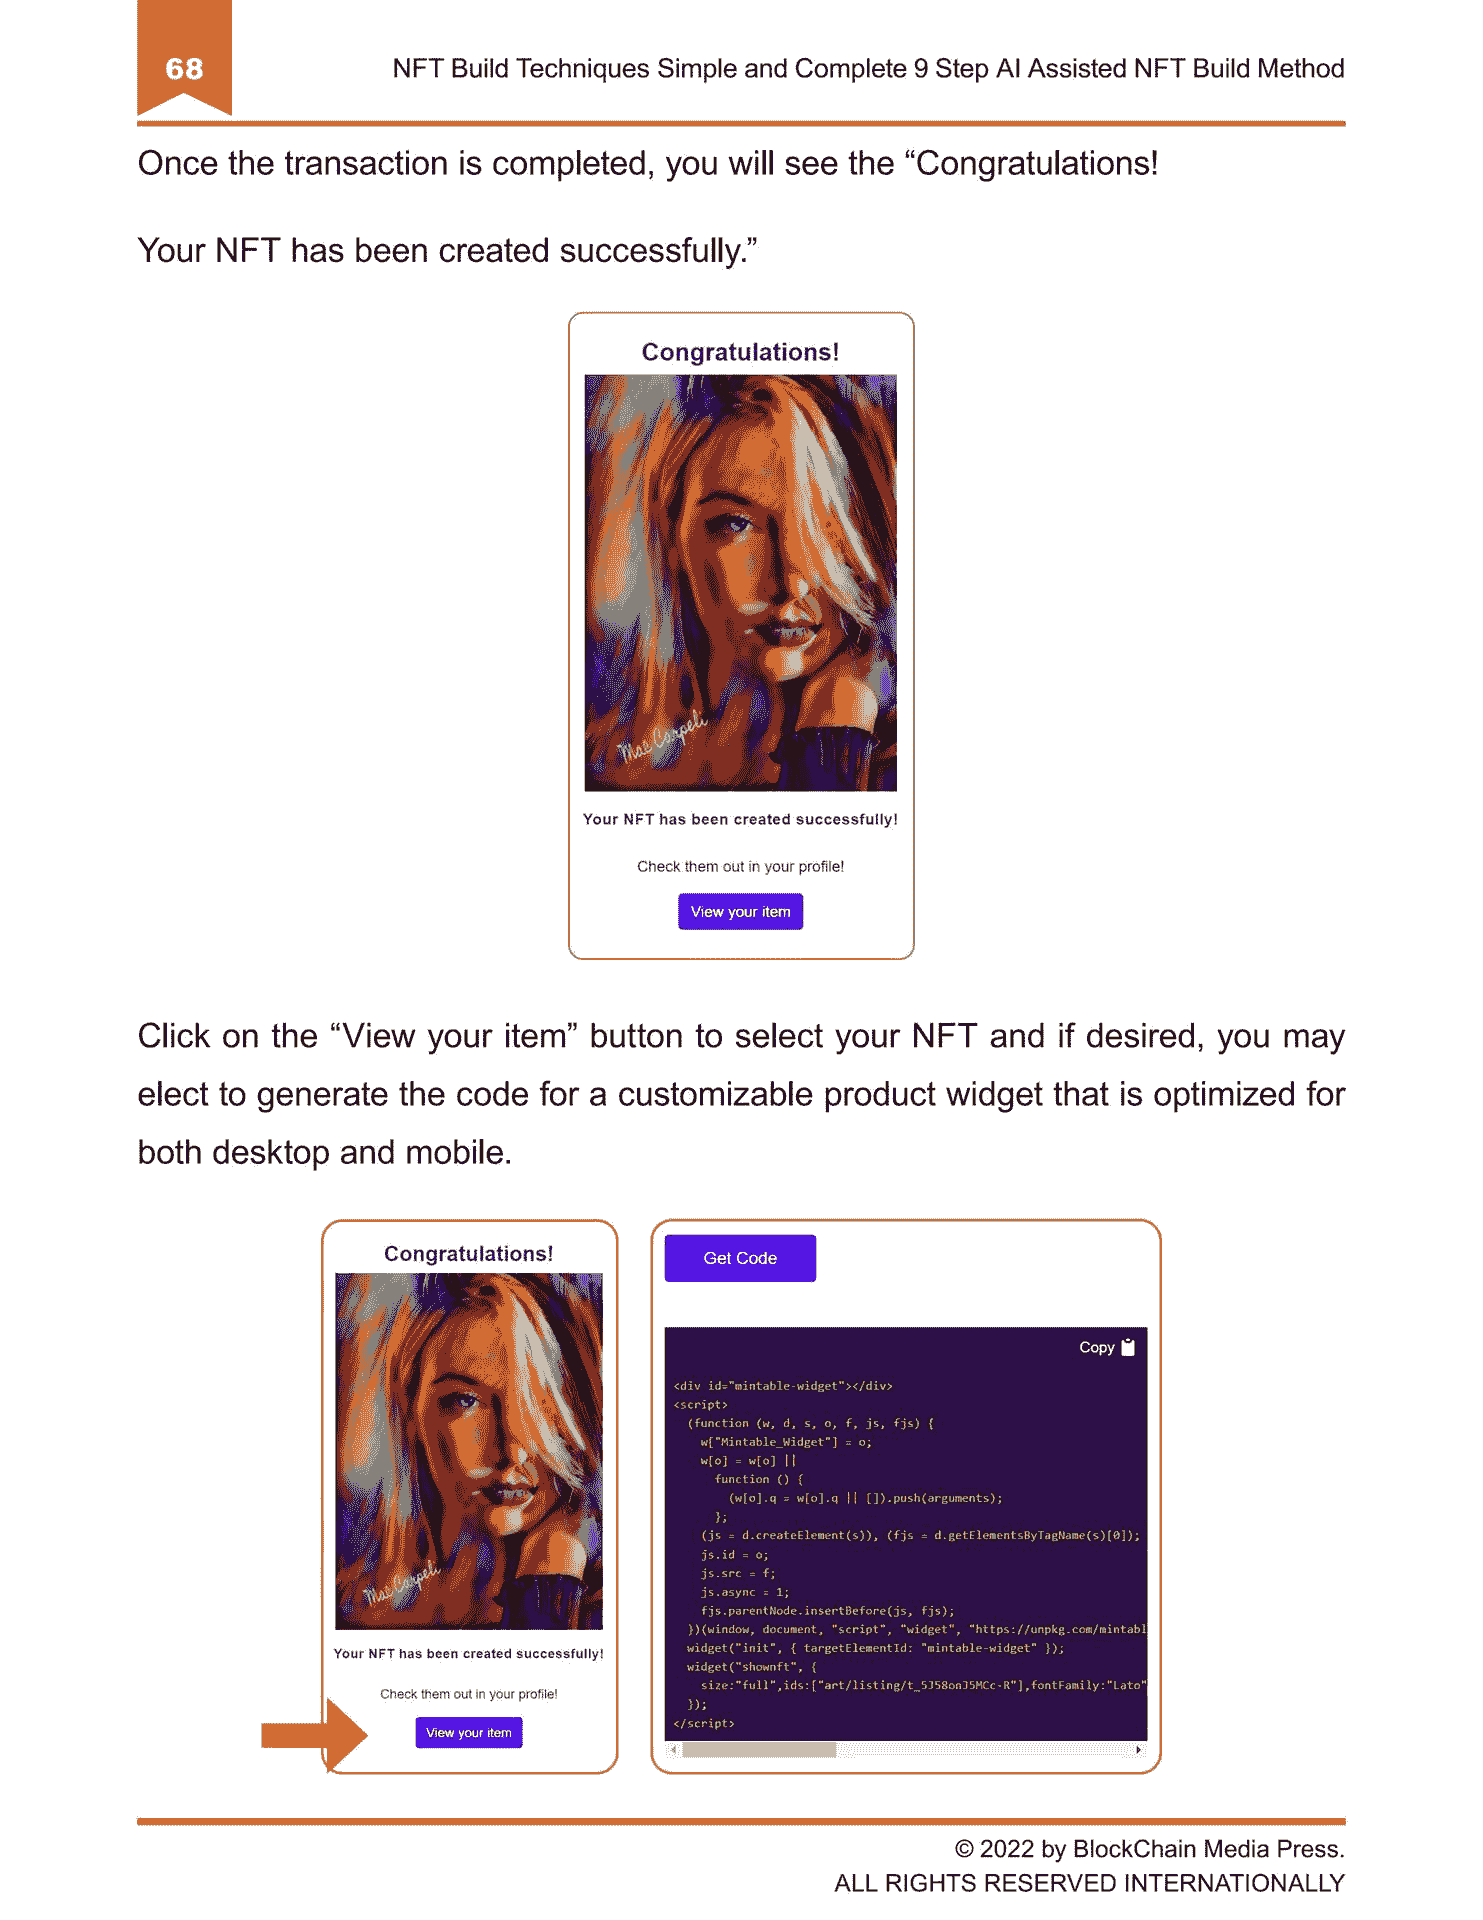 68
NFT Build Techniques Simple and Complete 9 Step AI Assisted NFT Build Method
Once the transaction is completed, you will see the “Congratulations!
Your NFT has been created successfully.”
Congratulations!
Mae Carpeli
Your NFT has been created successfully!
Check them out in your profile!
View your item
Click on the “View your item” button to select your NFT and if desired, you may
elect to generate the code for a customizable product widget that is optimized for
both desktop and mobile.
Congratulations!
Mae Carpeli
Your NFT has been created successfully!
Check them out in your profile!
View your item
Get Code
Copy
<div id="mintable-widget"></div>
<script>
(function (w, d, s, o, f, js, fjs) {
w["Mintable_Widget"] = o;
w[o] = w[o] ||
function () {
(w[o].q = w[o].q || []).push(arguments);
};
(js = d.createElement(s)), (fjs = d.getElementsByTagName(s)[0]);
js.id = o;
js.src = f;
js.async = 1;
fjs.parentNode.insertBefore(js, fjs);
})(window, document, "script", "widget", "https://unpkg.com/mintabl
widget("init", { targetElementId: "mintable-widget" });
widget("shownft", {
size:"full",ids:["art/listing/t_5J58onJ5MCc-R"],fontFamily:"Lato"
});
</script>
© 2022 by BlockChain Media Press.
ALL RIGHTS RESERVED INTERNATIONALLY